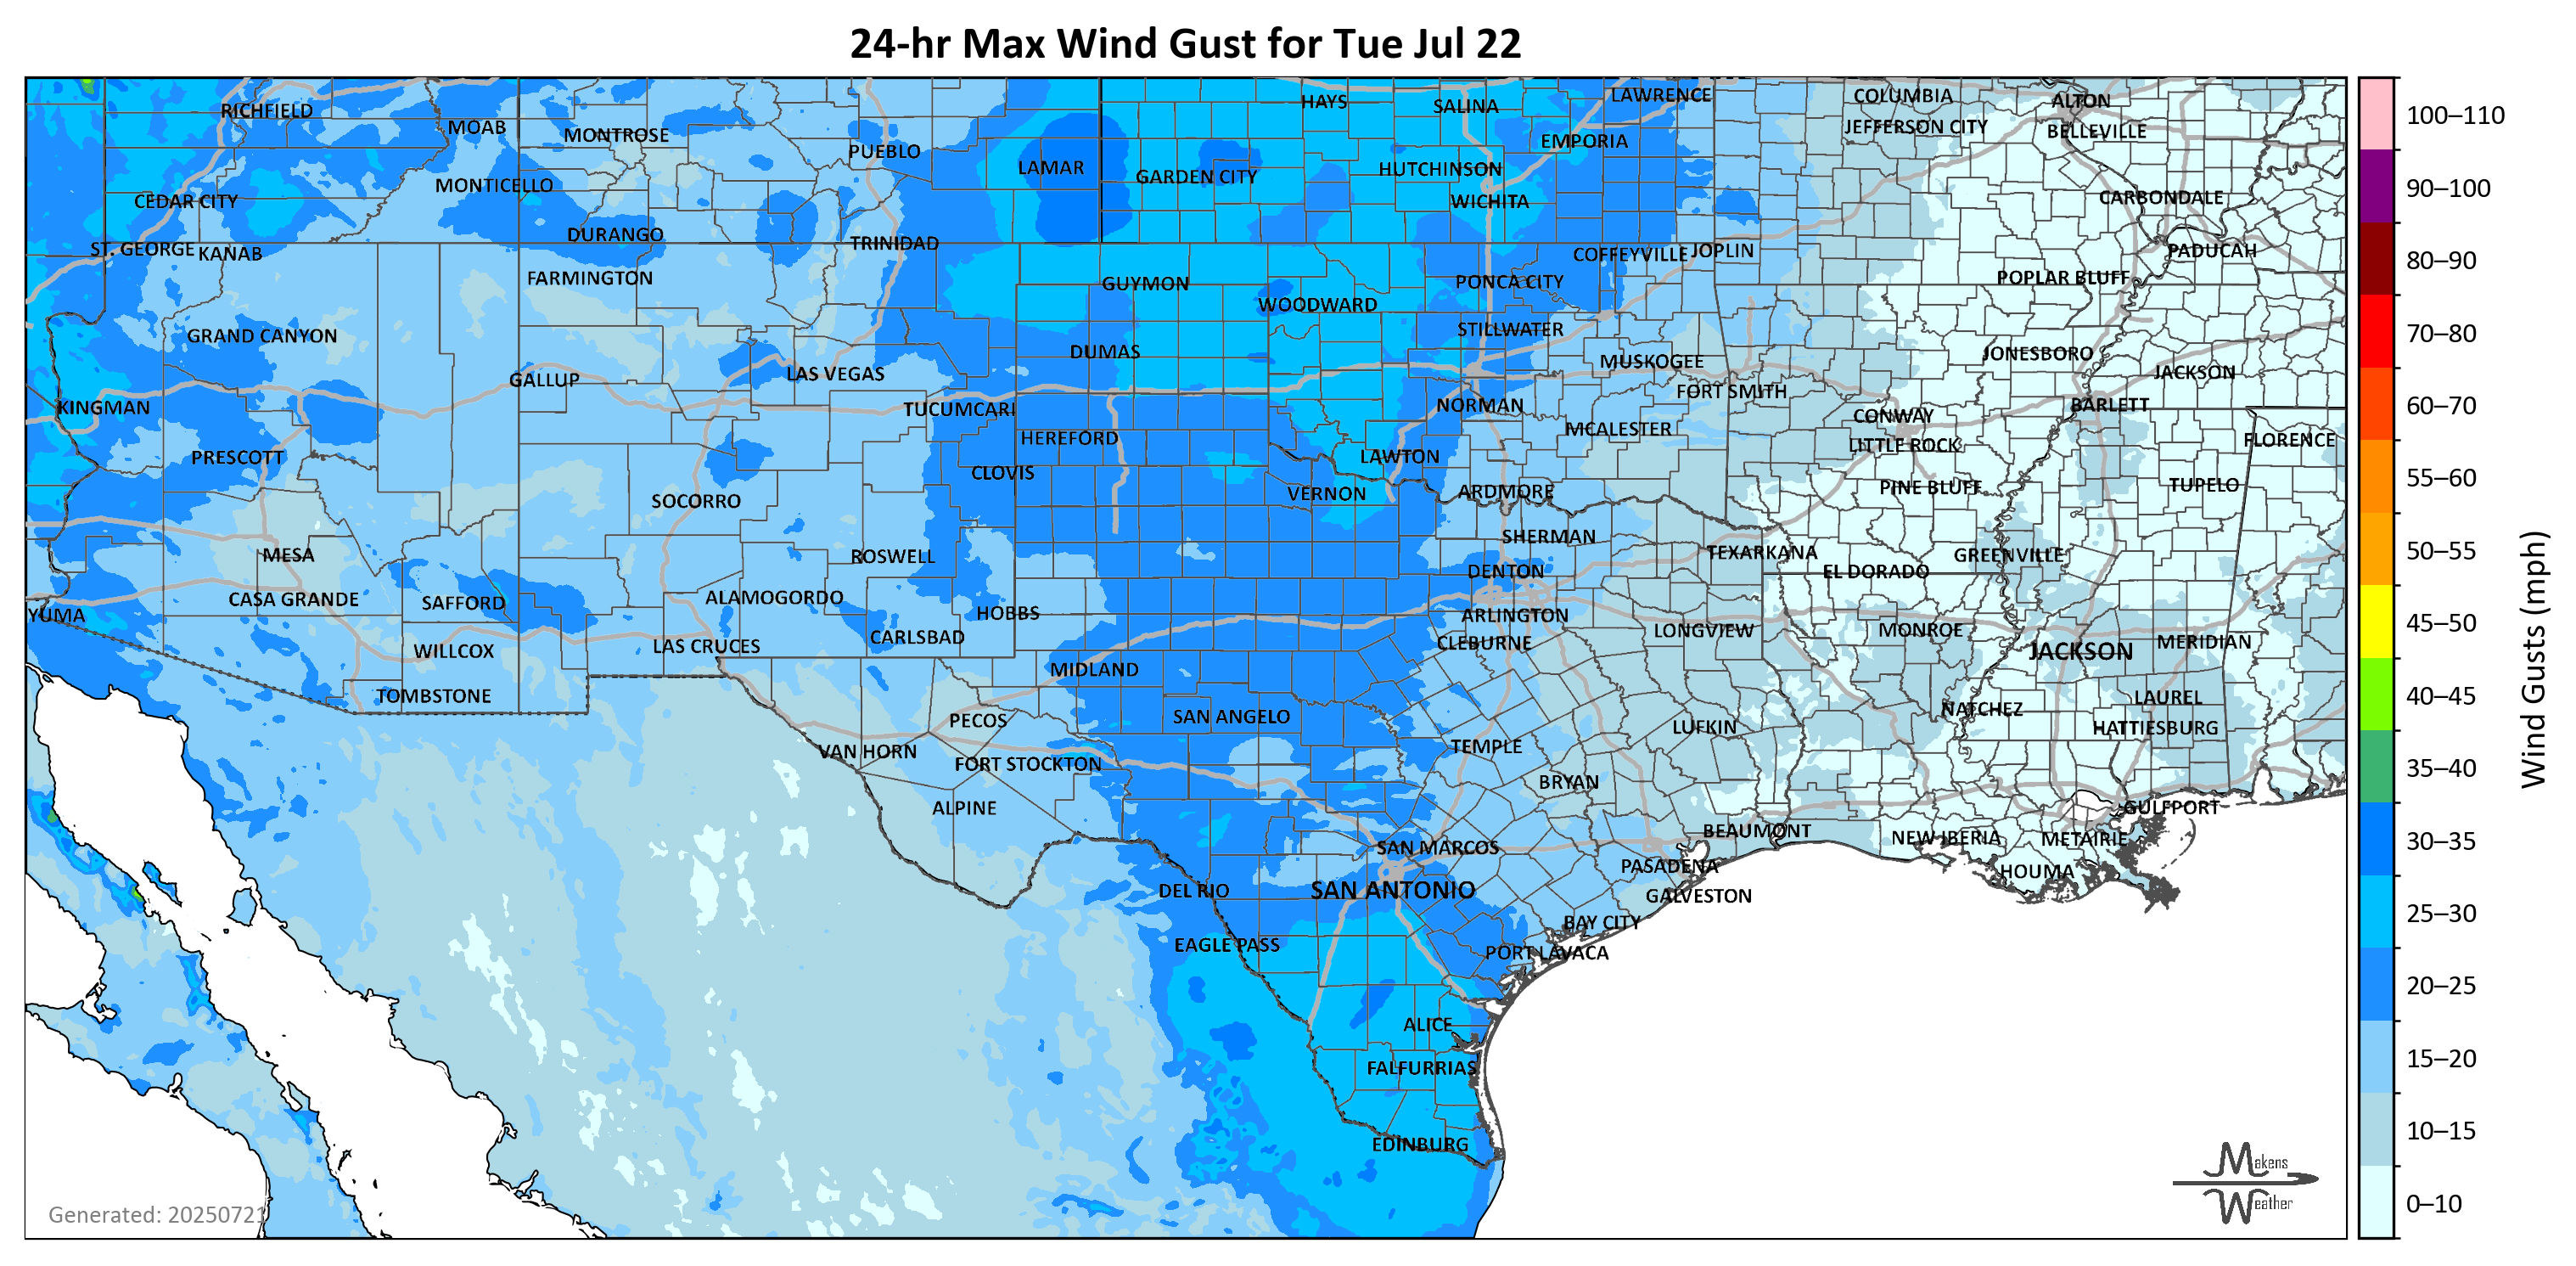 24-hr Max Wind Gust for Tue Jul 22
RICHFIELD
MOAB
MONTROSE
PUEBLO
LAMAR
HAYS
SALINA
LAWRENCE
EMPORIA
COLUMBIA
JEFFERSON CITY
ALTON
BELLEVILLE
MONTICELLO
CEDAR CITY
GARDEN CITY
HUTCHINSON
WICHITA
CARBONDALE
ST. GEORGE
KANAB
DURANGO
TRINIDAD
COFFEYVILLE
JOPLIN
PADUCAH
FARMINGTON
GUYMON
WOODWARD
PONCA CITY
POPLAR BLUFF
GRAND CANYON
DUMAS
STILLWATER
MUSKOGEE
JONESBORO
JACKSON
GALLUP
LAS VEGAS
FORT SMITH
KINGMAN
TUCUMCARI
NORMAN
CONWAY
BARLETT
HEREFORD
MCALESTER
LITTLE ROCK
FLORENCE
PRESCOTT
CLOVIS
LAWTON
SOCORRO
VERNON
ARDMORE
PINE BLUFF
TUPELO
MESA
ROSWELL
SHERMAN
TEXARKANA
GREENVILLE
DENTON
EL DORADO
CASA GRANDE
SAFFORD
ALAMOGORDO
HOBBS
ARLINGTON
YUMA
WILLCOX
LAS CRUCES
CARLSBAD
CLEBURNE
LONGVIEW
MONROE
JACKSON
MERIDIAN
MIDLAND
TOMBSTONE
PECOS
SAN ANGELO
LAUREL
NATCHEZ
HATTIESBURG
VAN HORN
FORT STOCKTON
TEMPLE
LUFKIN
BRYAN
ALPINE
GULFPORT
BEAUMONT
NEW IBERIA
METAIRIE
SAN MARCOS
PASADENA
HOUMA
DEL RIO
SAN ANTONIO
GALVESTON
BAY CITY
EAGLE PASS
PORT LAVACA
ALICE
FALFURRIAS
EDINBURG
Generated: 20250721
Makens
Weather
100–110
90–100
80–90
70–80
60–70
55–60
50–55
45–50
40–45
35–40
30–35
25–30
20–25
15–20
10–15
0–10
Wind Gusts (mph)